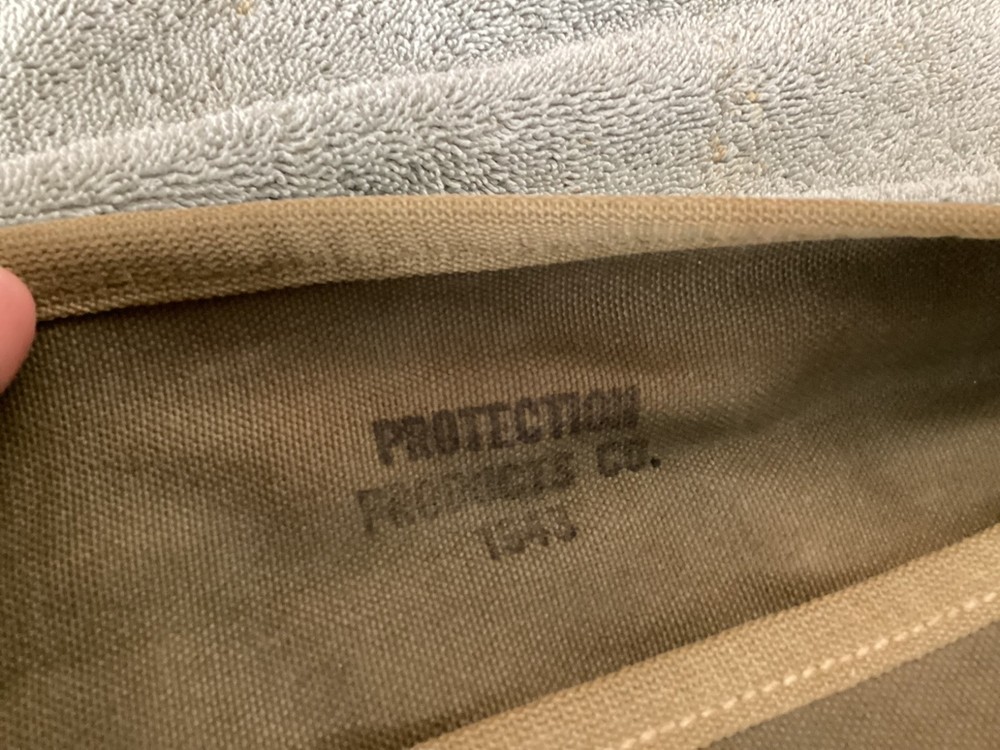 PROTECTION
PRODUCTS CO.
1943